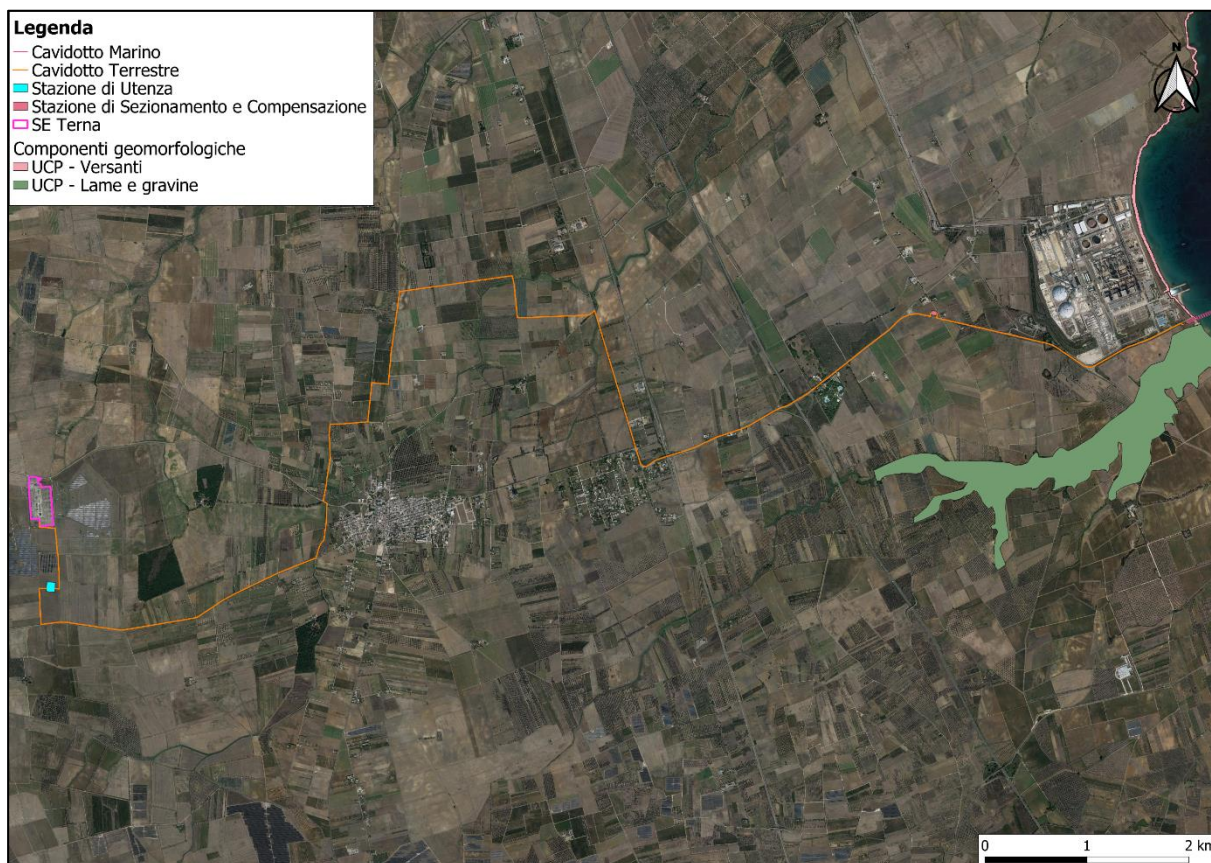 Legenda
Cavidotto Marino
Cavidotto Terrestre
Stazione di Utenza
Stazione di Sezionamento e Compensazione
SE Terna
Componenti geomorfologiche
UCP - Versanti
UCP - Lame e gravine
N
0 1 2 km